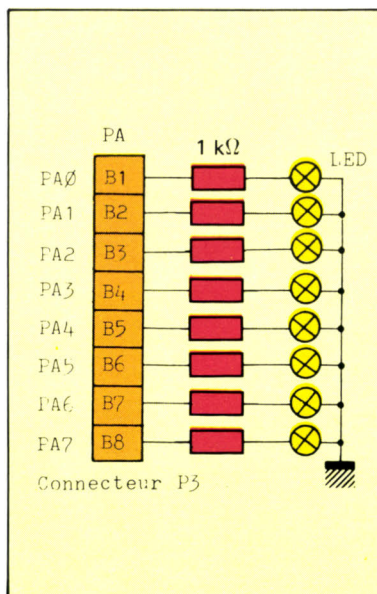 PA 1 kΩ LED
PAØ B1
PA1 B2
PA2 B3
PA3 B4
PA4 B5
PA5 B6
PA6 B7
PA7 B8
Connecteur P3